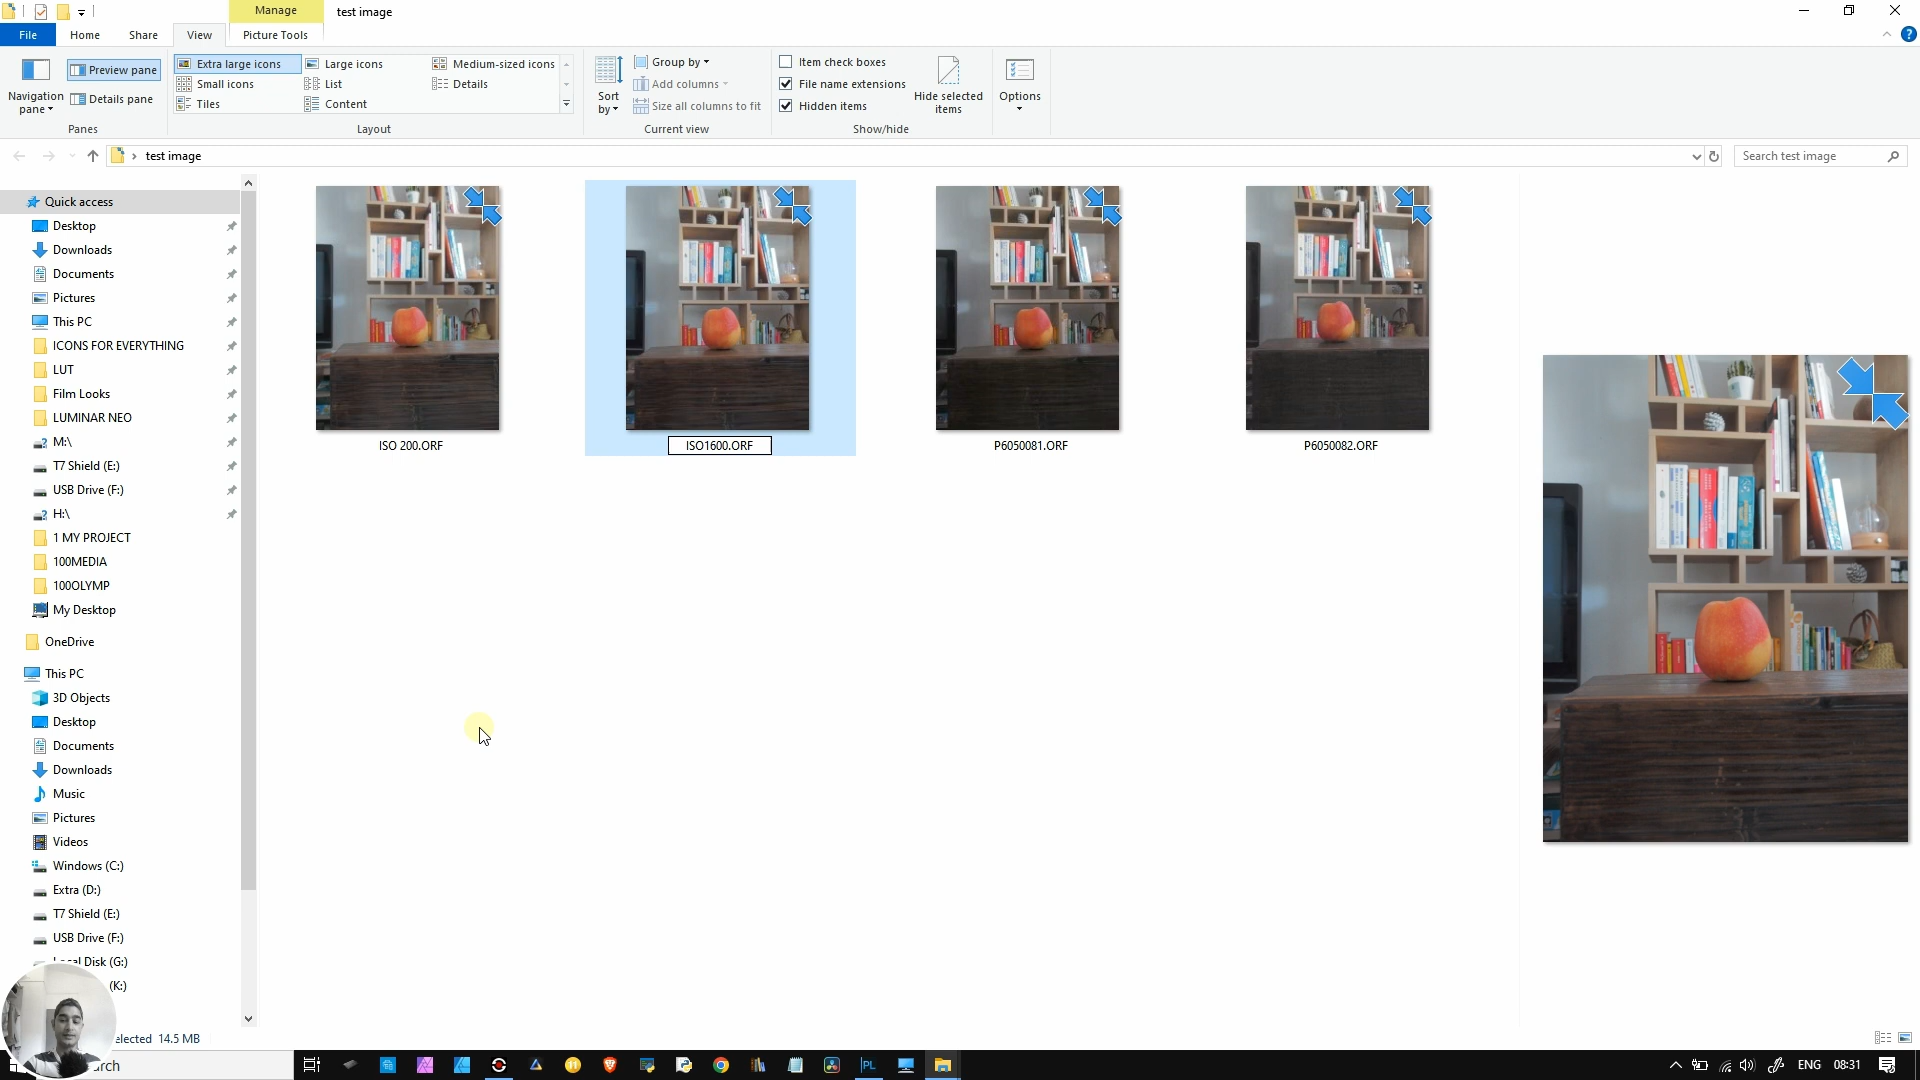 Manage
test image
File
Home
Share
View
Picture Tools
Navigation pane
Preview pane
Details pane
Panes
Extra large icons
Large icons
Medium-sized icons
Small icons
List
Details
Tiles
Content
Layout
Sort by
Group by
Add columns
Size all columns to fit
Current view
Item check boxes
File name extensions
Hidden items
Hide selected items
Show/hide
Options
test image
Search test image
Quick access
Desktop
Downloads
Documents
Pictures
This PC
ICONS FOR EVERYTHING
LUT
Film Looks
LUMINAR NEO
M:\
T7 Shield (E:)
USB Drive (F:)
H:\
1 MY PROJECT
100MEDIA
100OLYMP
My Desktop
OneDrive
This PC
3D Objects
Desktop
Documents
Downloads
Music
Pictures
Videos
Windows (C:)
Extra (D:)
T7 Shield (E:)
USB Drive (F:)
Disk (G:)
(K:)
ISO 200.ORF
ISO1600.ORF
P6050081.ORF
P6050082.ORF
elected 14.5 MB
rch
PL
ENG
08:31